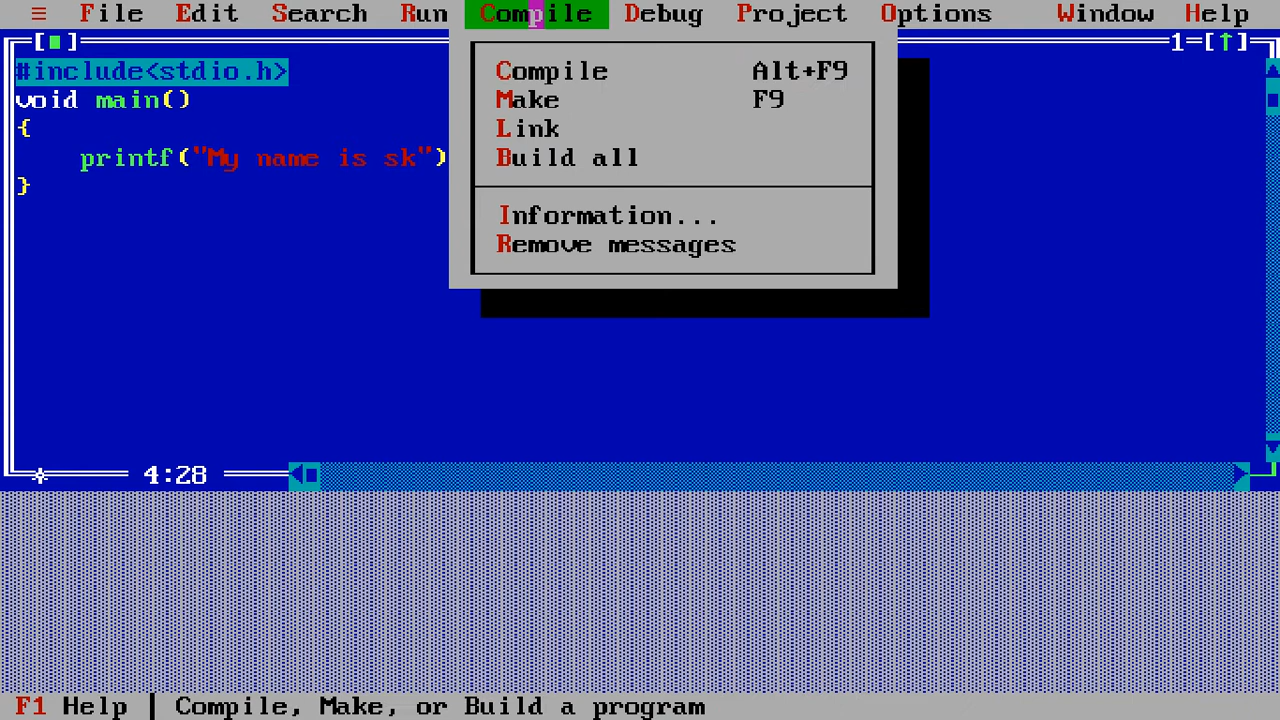 ≡ File Edit Search Run Compile Debug Project Options Window Help
[■] 1=[↑]
#include<stdio.h>
void main()
{
printf("My name is sk")
}
Compile Alt+F9
Make F9
Link
Build all
Information...
Remove messages
4:28
F1 Help | Compile, Make, or Build a program